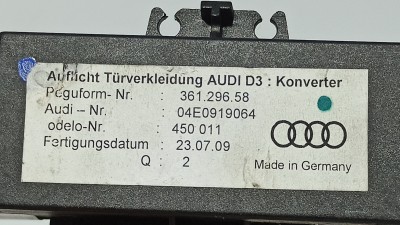 Auflicht Türverkleidung AUDI D3 : Konverter
Peguform- Nr. : 361.296.58
Audi – Nr. : 04E0919064
odelo-Nr. : 450 011
Fertigungsdatum : 23.07.09
Q : 2
Made in Germany